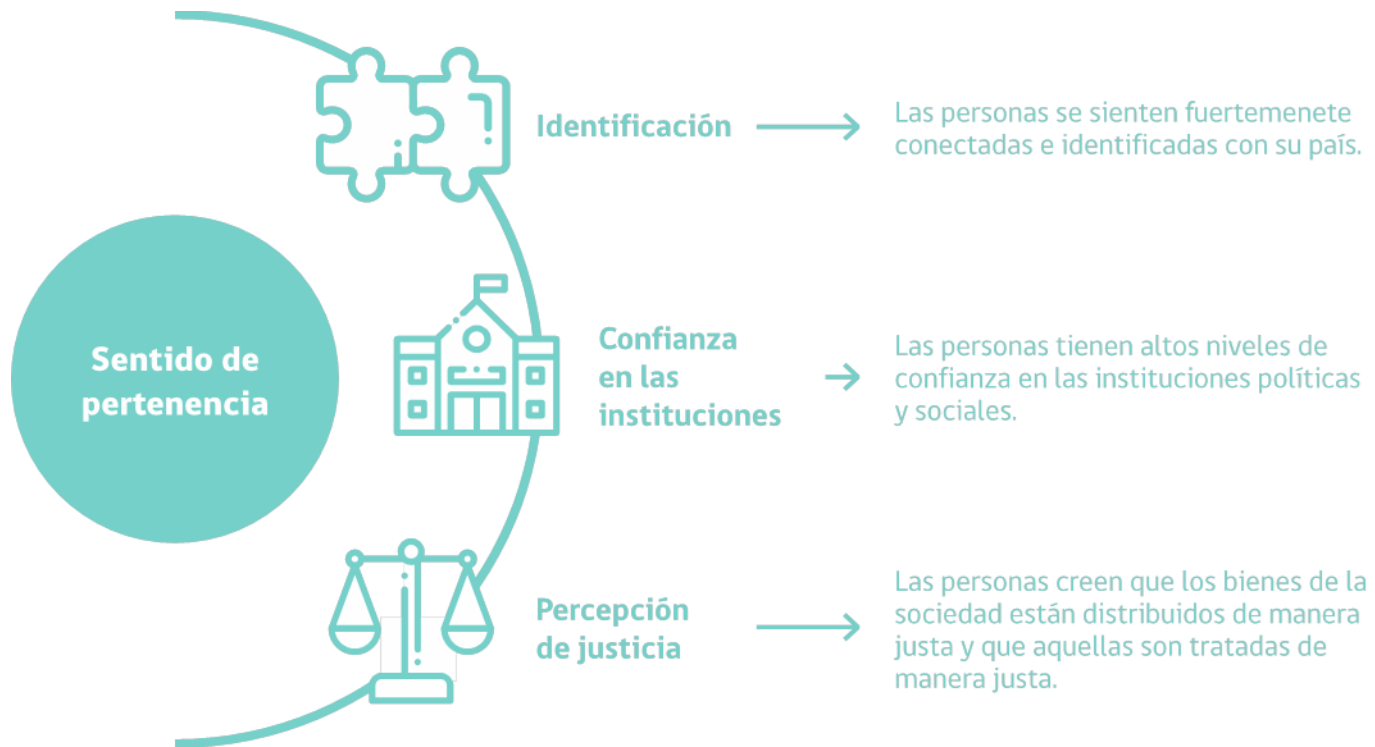 Identificación
Las personas se sienten fuertemenete
conectadas e identificadas con su país.
Sentido de
pertenencia
Confianza
en las
instituciones
Las personas tienen altos niveles de
confianza en las instituciones políticas
y sociales.
Percepción
de justicia
Las personas creen que los bienes de la
sociedad están distribuidos de manera
justa y que aquellas son tratadas de
manera justa.